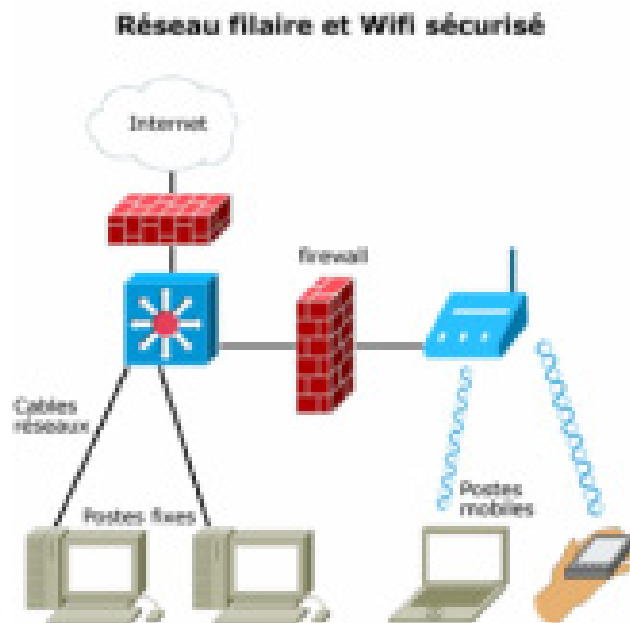 Réseau filaire et Wifi sécurisé
Internet
firewall
Cables
réseaux
Postes fixes
Postes
mobiles